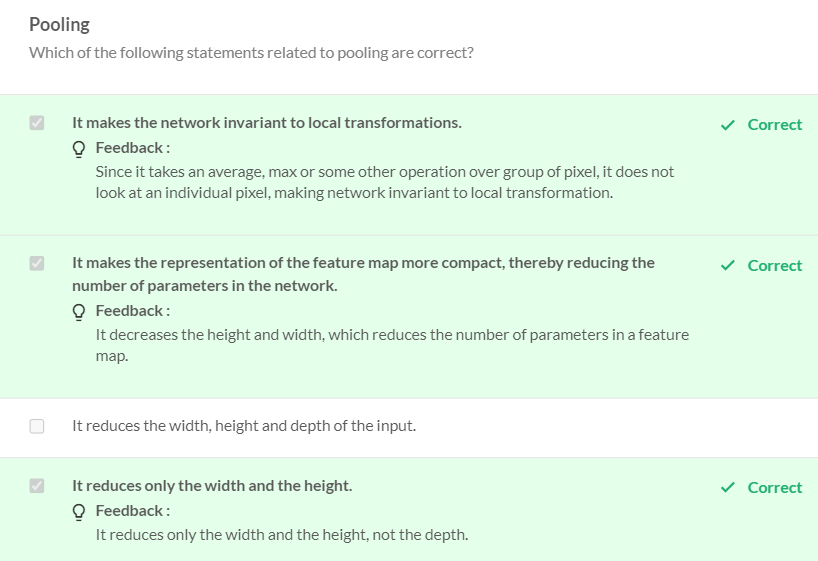 Pooling
Which of the following statements related to pooling are correct?
It makes the network invariant to local transformations.
Correct
Feedback :
Since it takes an average, max or some other operation over group of pixel, it does not
look at an individual pixel, making network invariant to local transformation.
It makes the representation of the feature map more compact, thereby reducing the
number of parameters in the network.
Correct
Feedback :
It decreases the height and width, which reduces the number of parameters in a feature
map.
It reduces the width, height and depth of the input.
It reduces only the width and the height.
Correct
Feedback :
It reduces only the width and the height, not the depth.